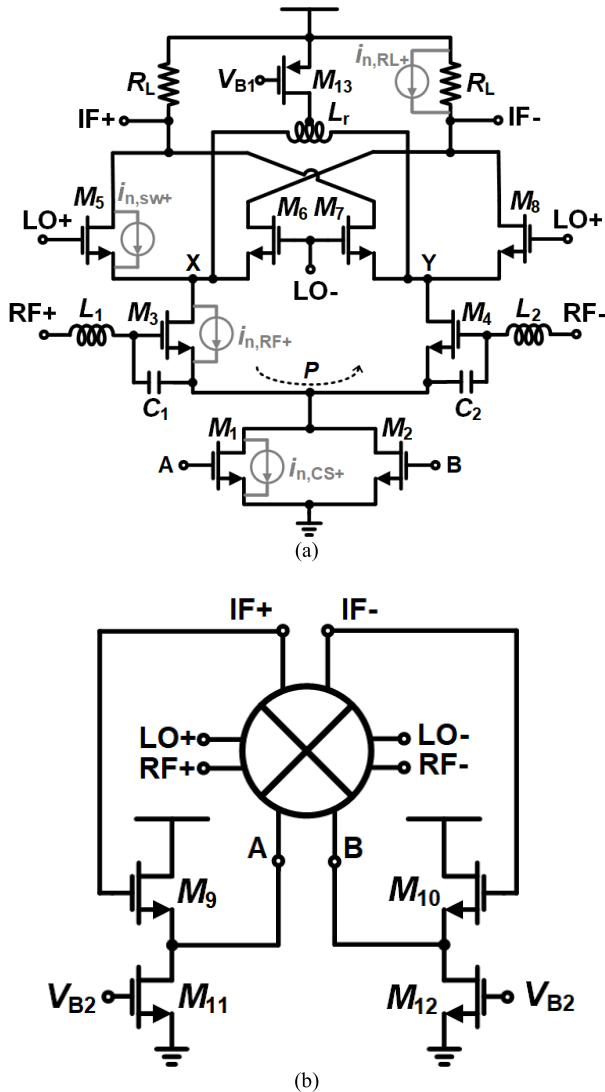 R_L
V_B1
M_13
i_n,RL+
R_L
IF+
L_r
IF-
M_5
i_n,sw+
M_6
M_7
M_8
LO+
LO+
X
Y
LO-
RF+
L_1
M_3
i_n,RF+
M_4
L_2
RF-
P
C_1
C_2
M_1
M_2
A
i_n,CS+
B
(a)
IF+
IF-
LO+
LO-
RF+
RF-
A
B
M_9
M_10
V_B2
M_11
M_12
V_B2
(b)